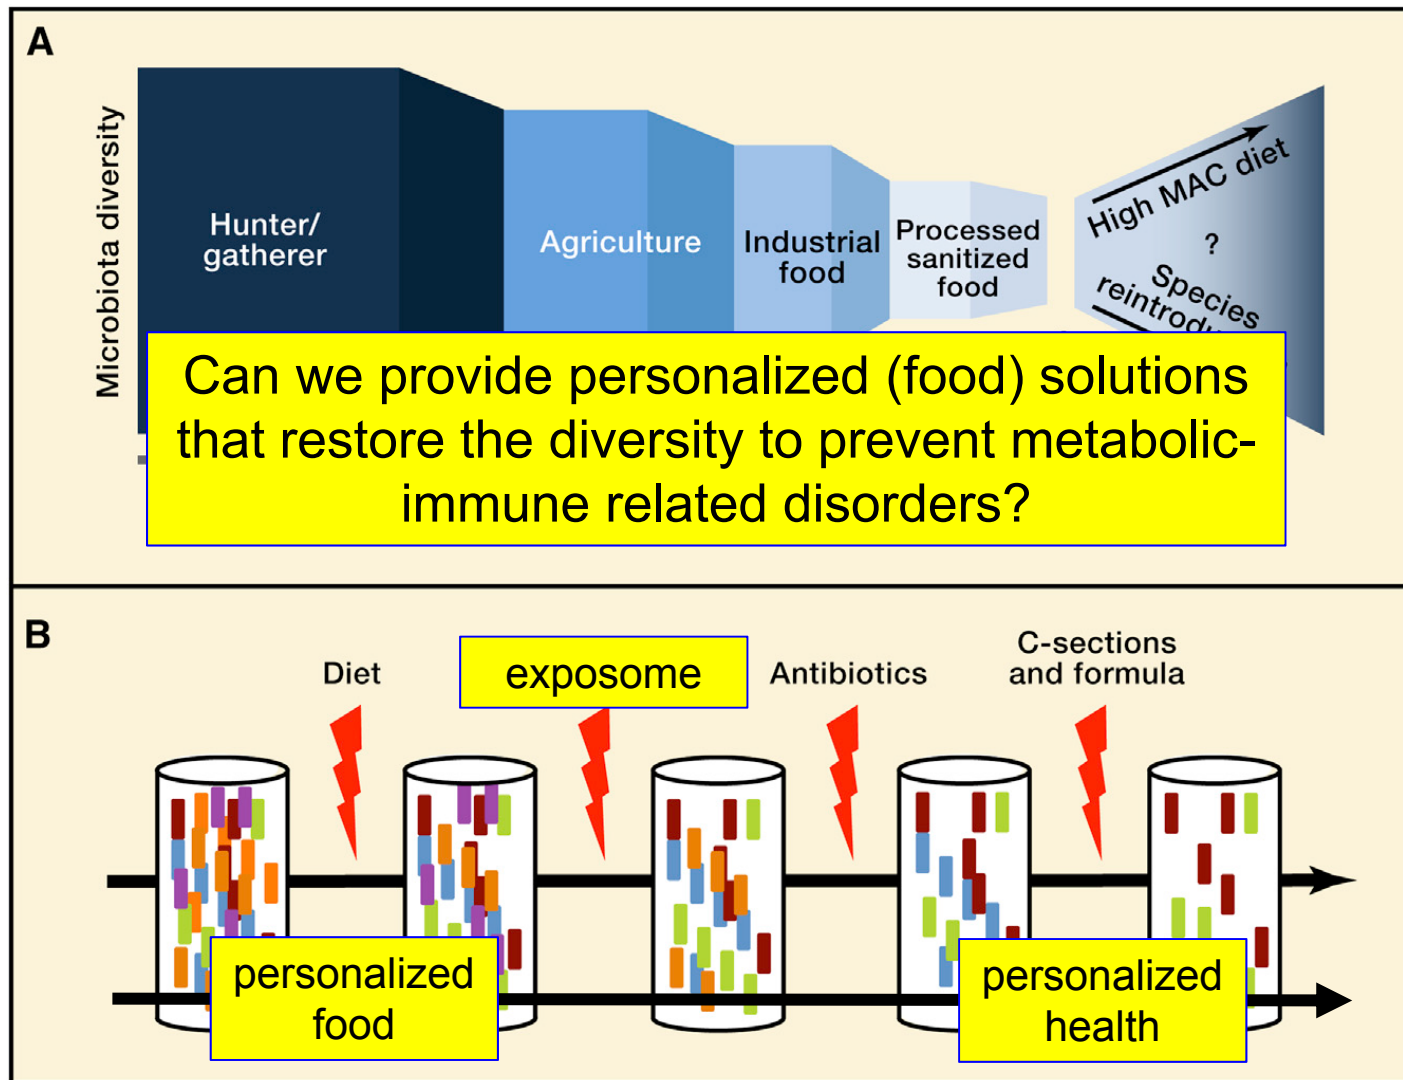 A
Microbiota diversity
Hunter/
gatherer
Agriculture
Industrial
food
Processed
sanitized
food
High MAC diet
?
Species
Can we provide personalized (food) solutions
that restore the diversity to prevent metabolic-
immune related disorders?
B
Diet
exposome
Antibiotics
C-sections
and formula
personalized
food
personalized
health